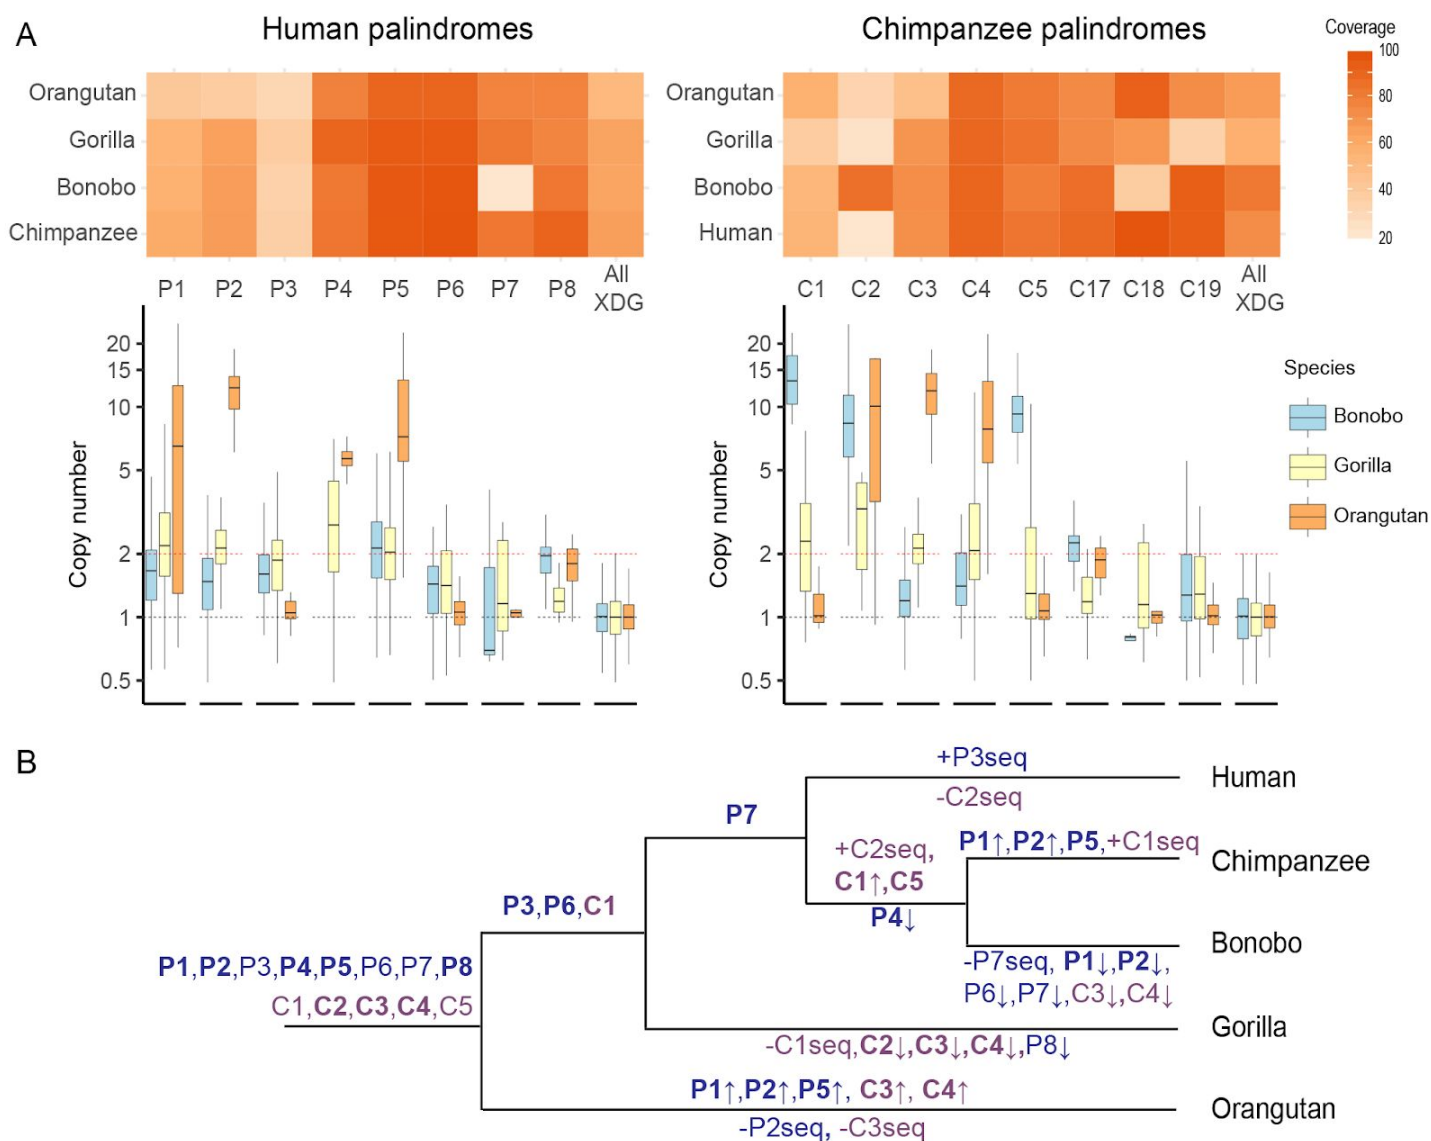 A
Human palindromes
Chimpanzee palindromes
Coverage
100
80
60
40
20
Orangutan
Gorilla
Bonobo
Chimpanzee
Orangutan
Gorilla
Bonobo
Human
P1 P2 P3 P4 P5 P6 P7 P8 All XDG
C1 C2 C3 C4 C5 C17 C18 C19 All XDG
Copy number
20
15
10
5
2
1
0.5
Copy number
20
15
10
5
2
1
0.5
Species
Bonobo
Gorilla
Orangutan
B
+P3seq
Human
-C2seq
P7
+C2seq,
C1↑,C5
P4↓
P1↑,P2↑,P5,+C1seq
Chimpanzee
Bonobo
-P7seq, P1↓,P2↓,
P6↓,P7↓,C3↓,C4↓
P3,P6,C1
P1,P2,P3,P4,P5,P6,P7,P8
C1,C2,C3,C4,C5
Gorilla
-C1seq,C2↓,C3↓,C4↓,P8↓
P1↑,P2↑,P5↑, C3↑, C4↑
Orangutan
-P2seq, -C3seq